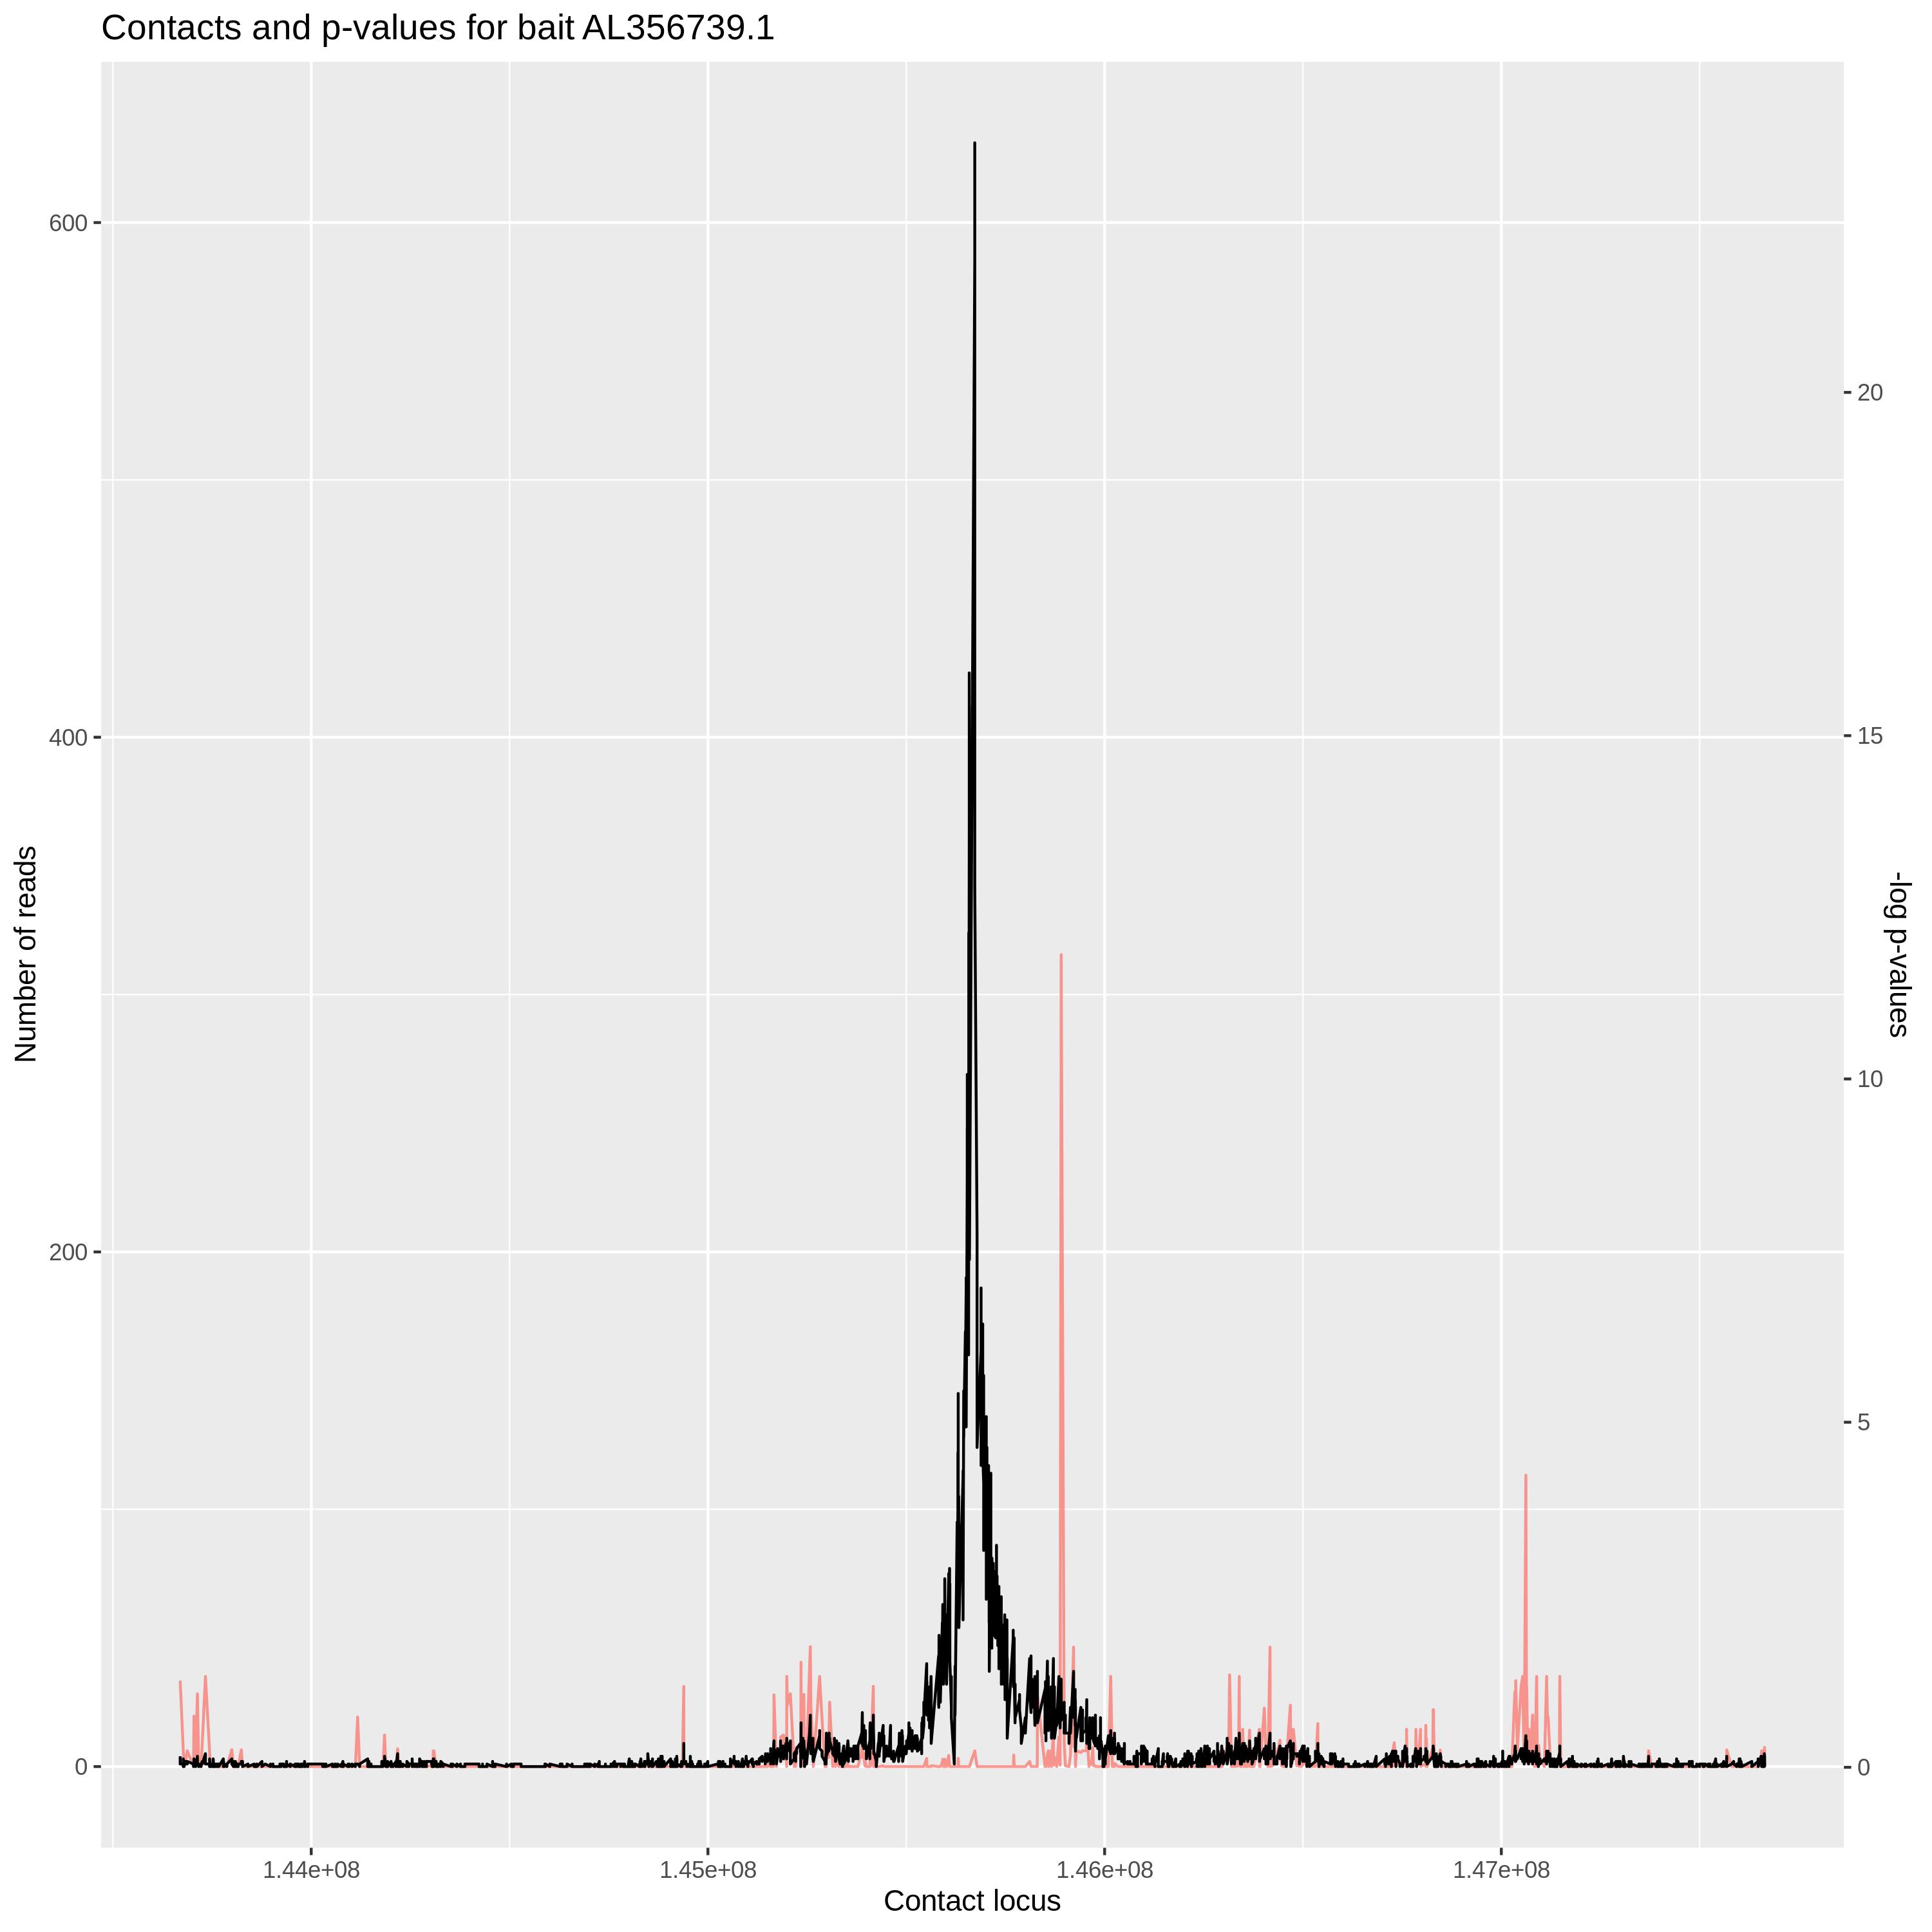 Contacts and p-values for bait AL356739.1
600
400
200
0
Number of reads
20
15
10
5
0
-log p-values
1.44e+08
1.45e+08
1.46e+08
1.47e+08
Contact locus